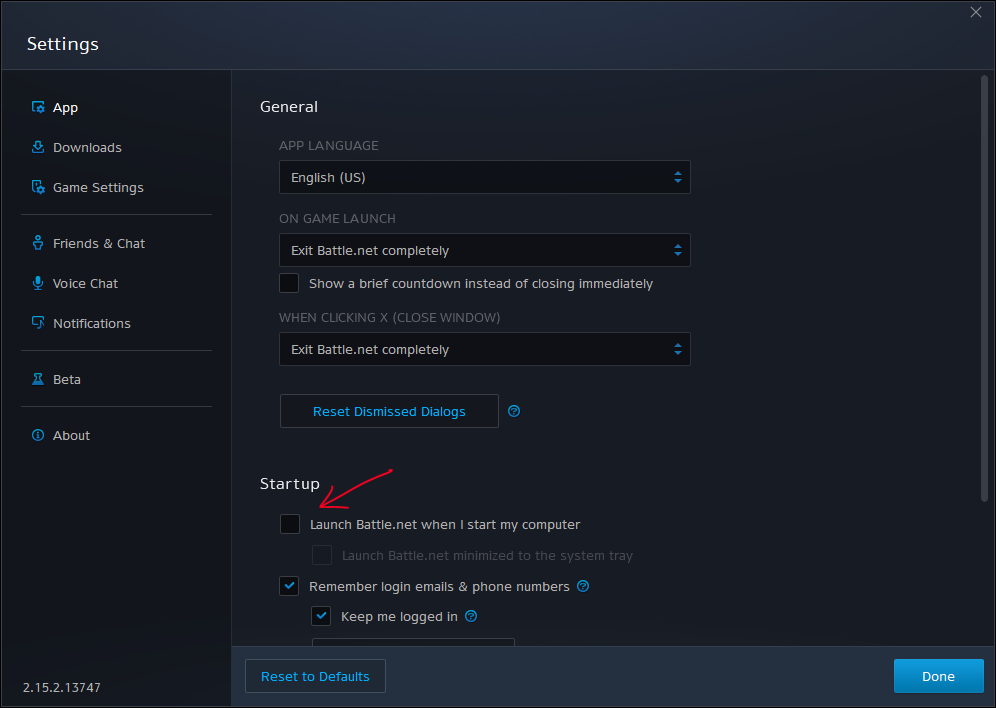 Settings
App
Downloads
Game Settings
Friends & Chat
Voice Chat
Notifications
Beta
About
2.15.2.13747
General
APP LANGUAGE
English (US)
ON GAME LAUNCH
Exit Battle.net completely
Show a brief countdown instead of closing immediately
WHEN CLICKING X (CLOSE WINDOW)
Exit Battle.net completely
Reset Dismissed Dialogs
Startup
Launch Battle.net when I start my computer
Launch Battle.net minimized to the system tray
Remember login emails & phone numbers
Keep me logged in
Reset to Defaults
Done